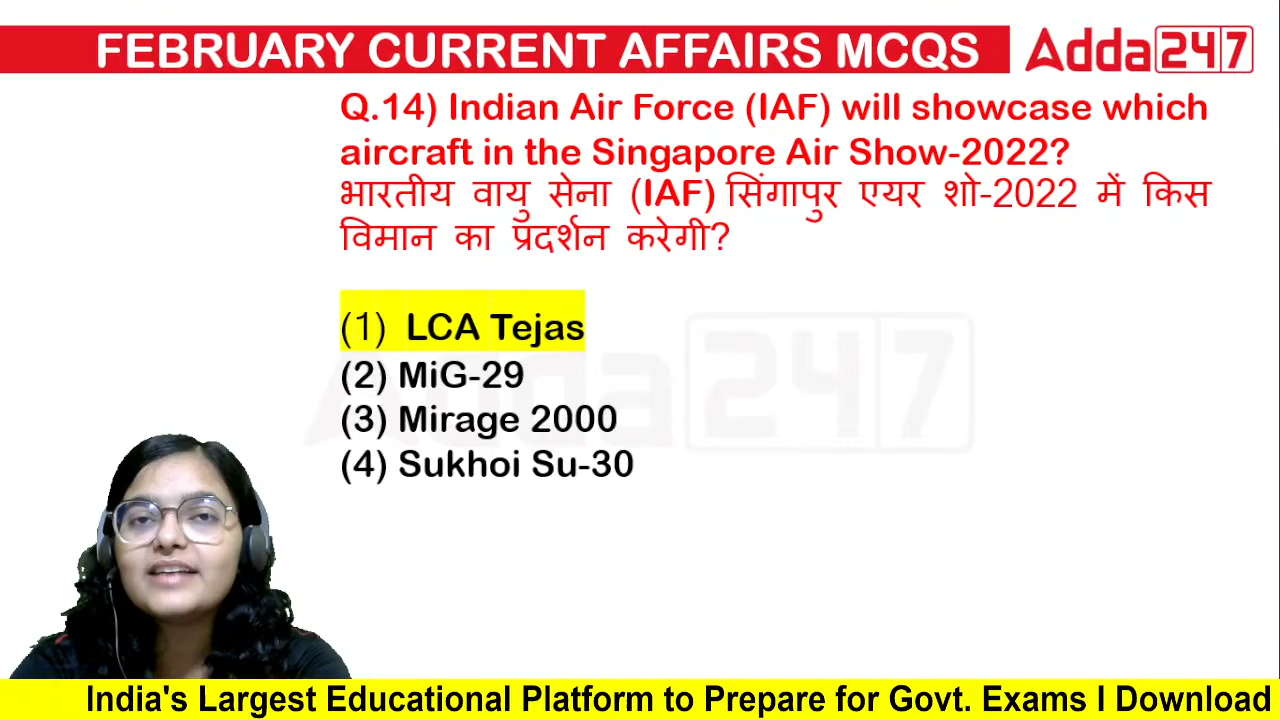 FEBRUARY CURRENT AFFAIRS MCQS Adda247
Q.14) Indian Air Force (IAF) will showcase which
aircraft in the Singapore Air Show-2022?
भारतीय वायु सेना (IAF) सिंगापुर एयर शो-2022 में किस
विमान का प्रदर्शन करेगी?
(1) LCA Tejas
(2) MiG-29
(3) Mirage 2000
(4) Sukhoi Su-30
Adda247
India's Largest Educational Platform to Prepare for Govt. Exams I Download